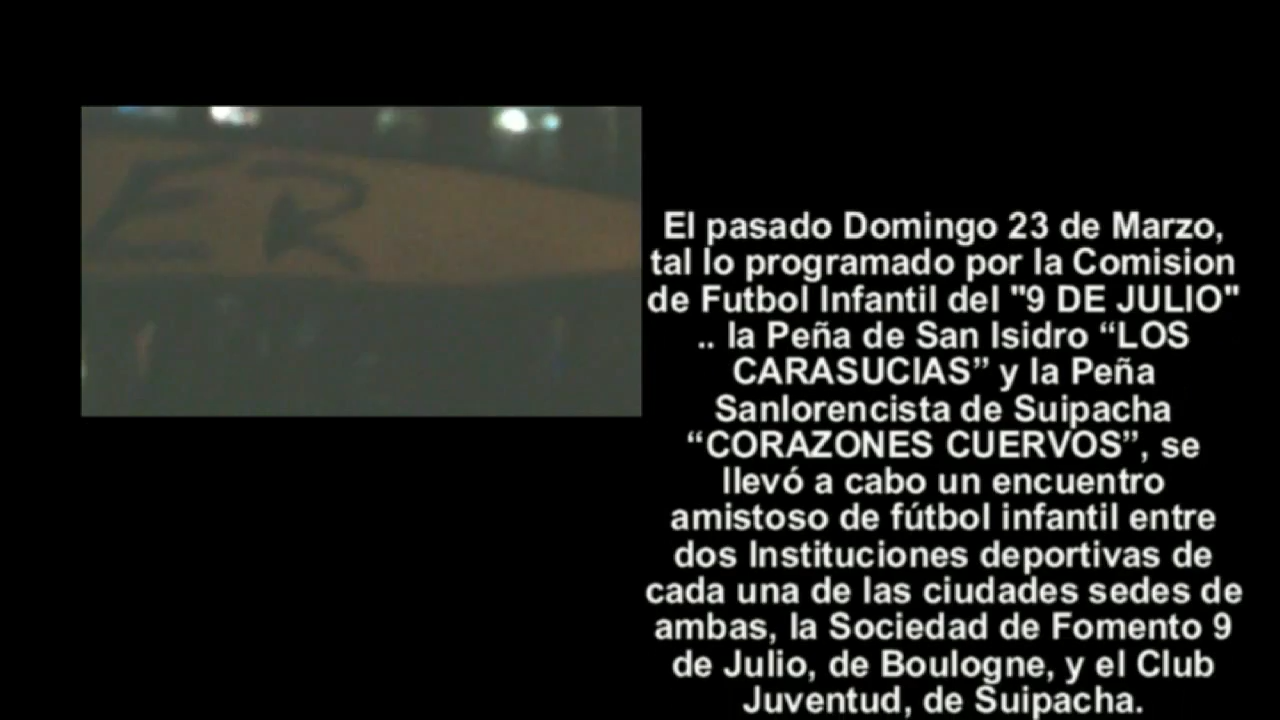 ER
El pasado Domingo 23 de Marzo,
tal lo programado por la Comision
de Futbol Infantil del "9 DE JULIO"
.. la Peña de San Isidro “LOS
CARASUCIAS” y la Peña
Sanlorencista de Suipacha
“CORAZONES CUERVOS”, se
llevó a cabo un encuentro
amistoso de fútbol infantil entre
dos Instituciones deportivas de
cada una de las ciudades sedes de
ambas, la Sociedad de Fomento 9
de Julio, de Boulogne, y el Club
Juventud, de Suipacha.